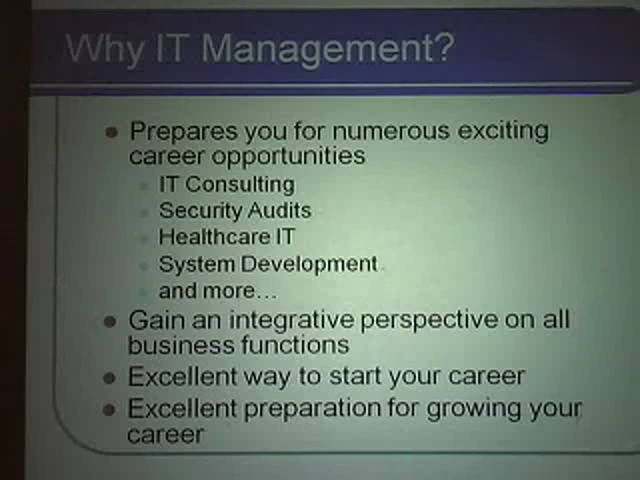 Why IT Management?
Prepares you for numerous exciting
career opportunities
IT Consulting
Security Audits
Healthcare IT
System Development
and more…
Gain an integrative perspective on all
business functions
Excellent way to start your career
Excellent preparation for growing your
career